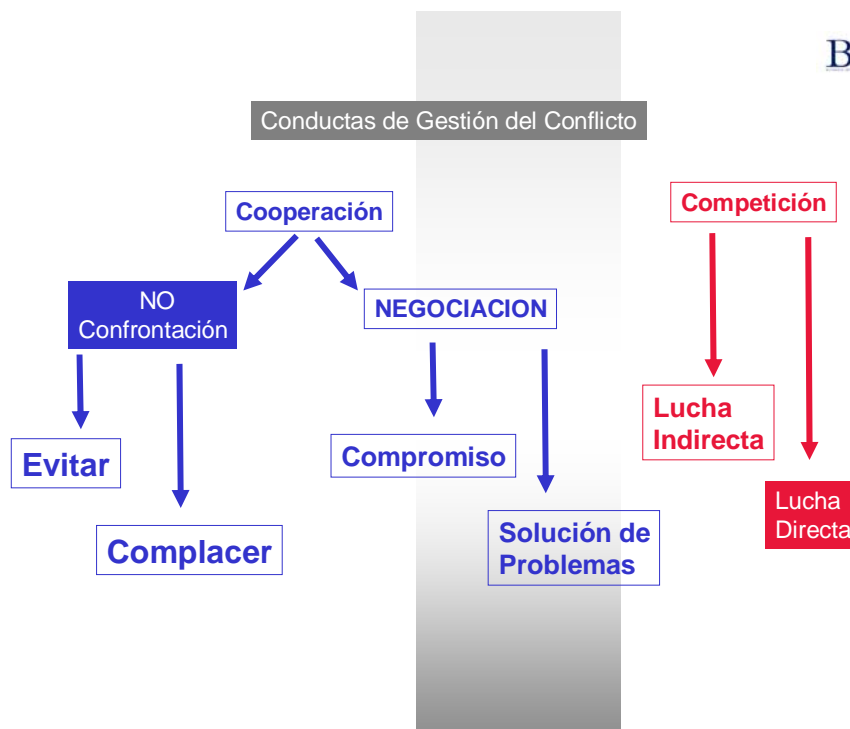 B
Conductas de Gestión del Conflicto
Cooperación
Competición
NO
Confrontación
NEGOCIACION
Lucha
Indirecta
Evitar
Compromiso
Lucha
Directa
Complacer
Solución de
Problemas